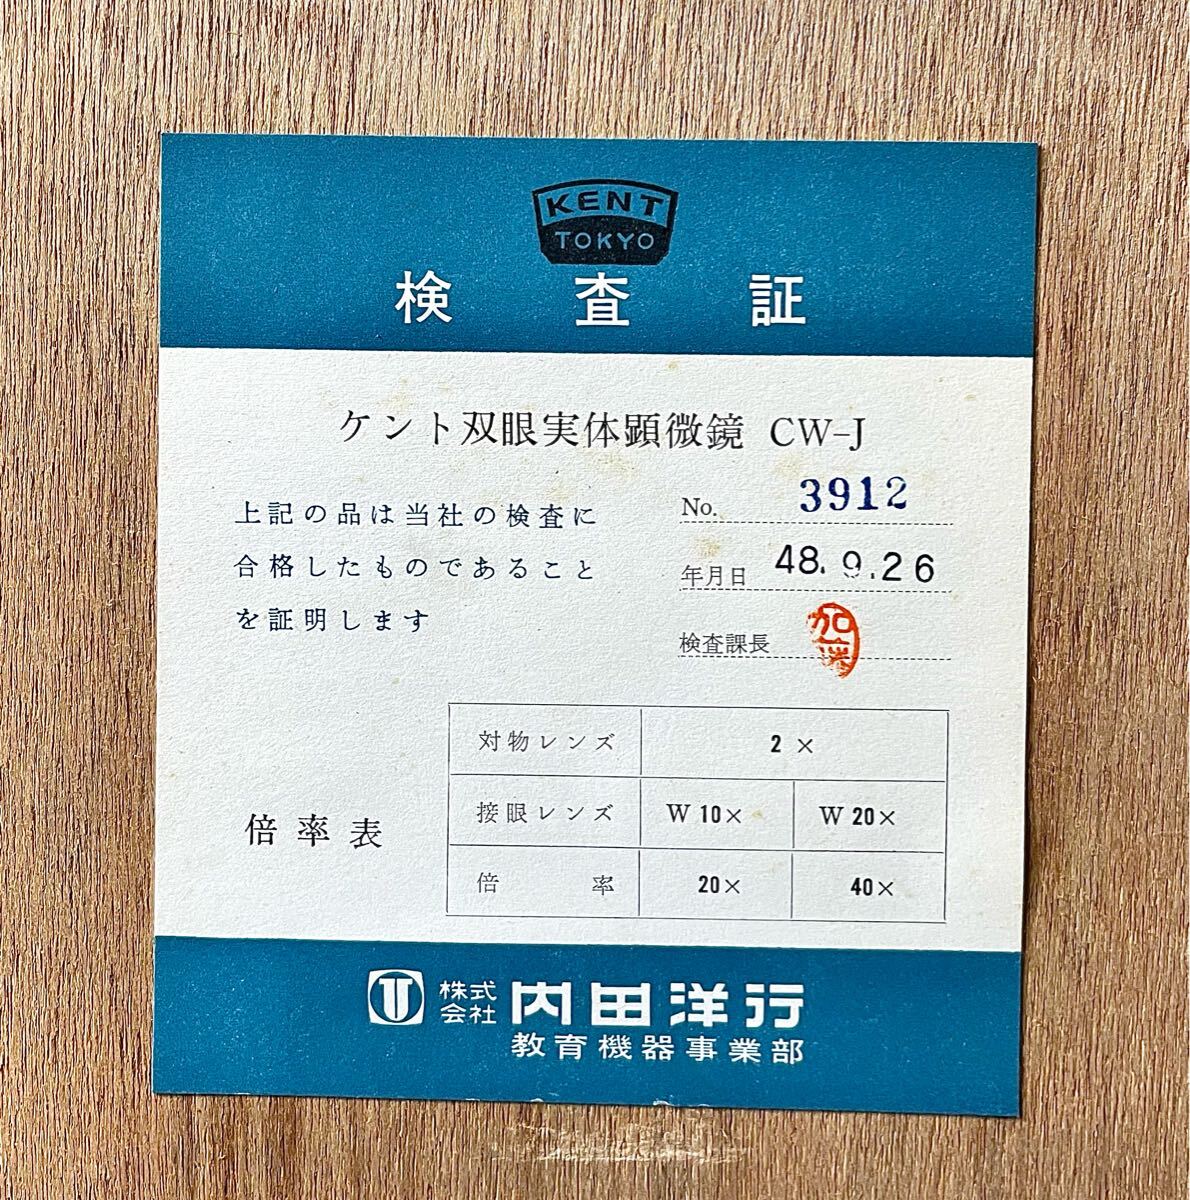 KENT
TOKYO
検査証
ケント双眼実体顕微鏡 CW-J
上記の品は当社の検査に
合格したものであること
を証明します
No. 3912
年月日 48.9.26
検査課長 加藤
倍率表
対物レンズ 2×
接眼レンズ W10× W20×
倍率 20× 40×
株式会社 内田洋行
教育機器事業部